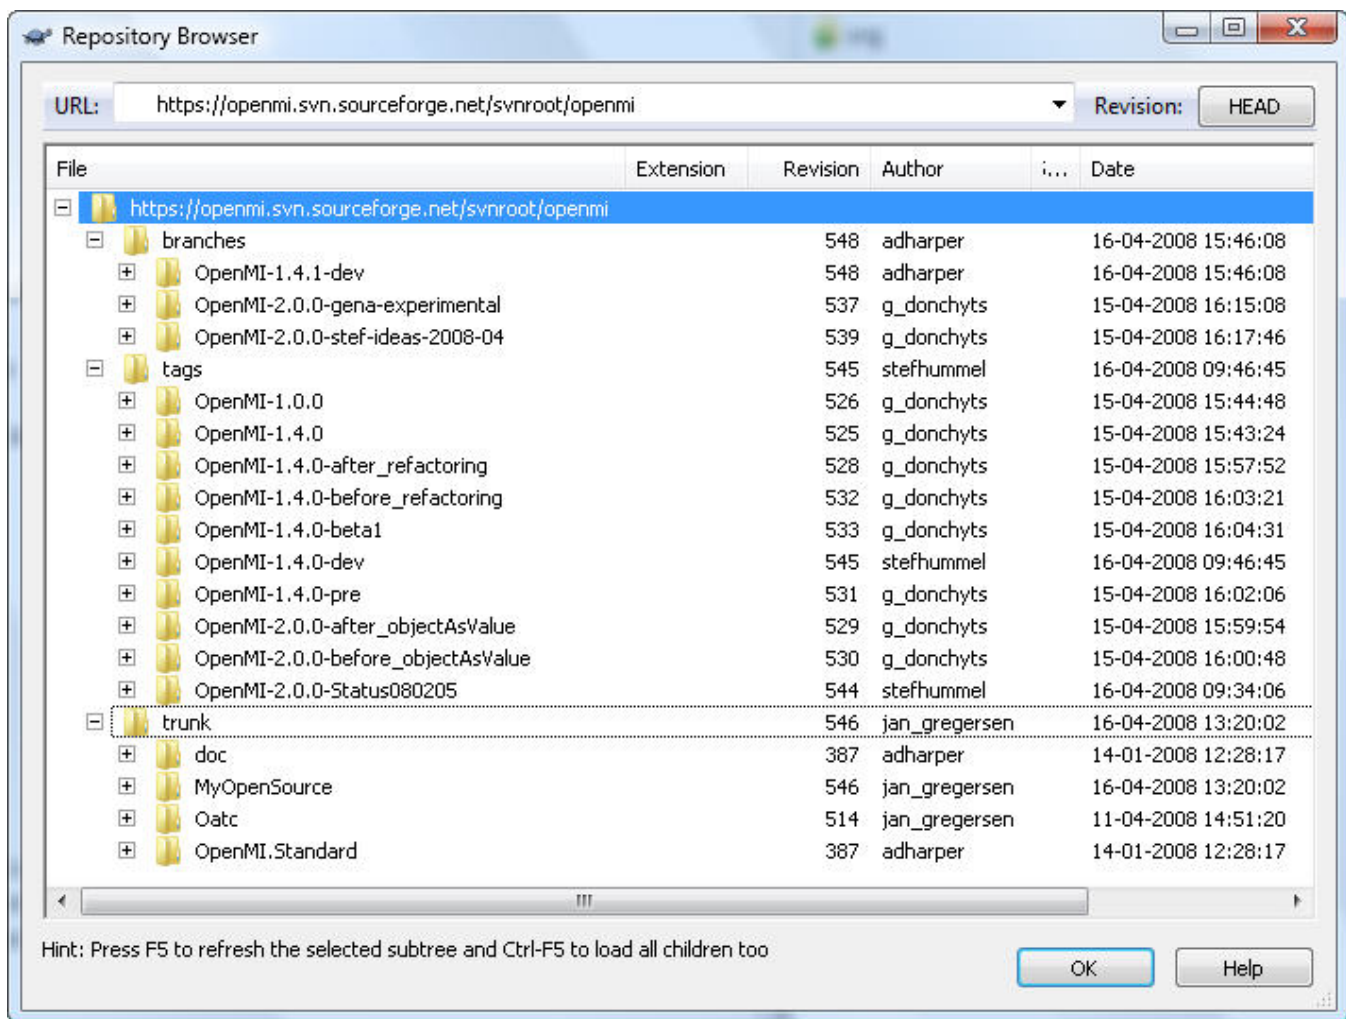 Repository Browser
URL: https://openmi.svn.sourceforge.net/svnroot/openmi Revision: HEAD
File Extension Revision Author Date
https://openmi.svn.sourceforge.net/svnroot/openmi
branches 548 adharper 16-04-2008 15:46:08
OpenMI-1.4.1-dev 548 adharper 16-04-2008 15:46:08
OpenMI-2.0.0-gena-experimental 537 g_donchyts 15-04-2008 16:15:08
OpenMI-2.0.0-stef-ideas-2008-04 539 g_donchyts 15-04-2008 16:17:46
tags 545 stefhummel 16-04-2008 09:46:45
OpenMI-1.0.0 526 g_donchyts 15-04-2008 15:44:48
OpenMI-1.4.0 525 g_donchyts 15-04-2008 15:43:24
OpenMI-1.4.0-after_refactoring 528 g_donchyts 15-04-2008 15:57:52
OpenMI-1.4.0-before_refactoring 532 g_donchyts 15-04-2008 16:03:21
OpenMI-1.4.0-beta1 533 g_donchyts 15-04-2008 16:04:31
OpenMI-1.4.0-dev 545 stefhummel 16-04-2008 09:46:45
OpenMI-1.4.0-pre 531 g_donchyts 15-04-2008 16:02:06
OpenMI-2.0.0-after_objectAsValue 529 g_donchyts 15-04-2008 15:59:54
OpenMI-2.0.0-before_objectAsValue 530 g_donchyts 15-04-2008 16:00:48
OpenMI-2.0.0-Status080205 544 stefhummel 16-04-2008 09:34:06
trunk 546 jan_gregersen 16-04-2008 13:20:02
doc 387 adharper 14-01-2008 12:28:17
MyOpenSource 546 jan_gregersen 16-04-2008 13:20:02
Oatc 514 jan_gregersen 11-04-2008 14:51:20
OpenMI.Standard 387 adharper 14-01-2008 12:28:17
Hint: Press F5 to refresh the selected subtree and Ctrl-F5 to load all children too
OK Help